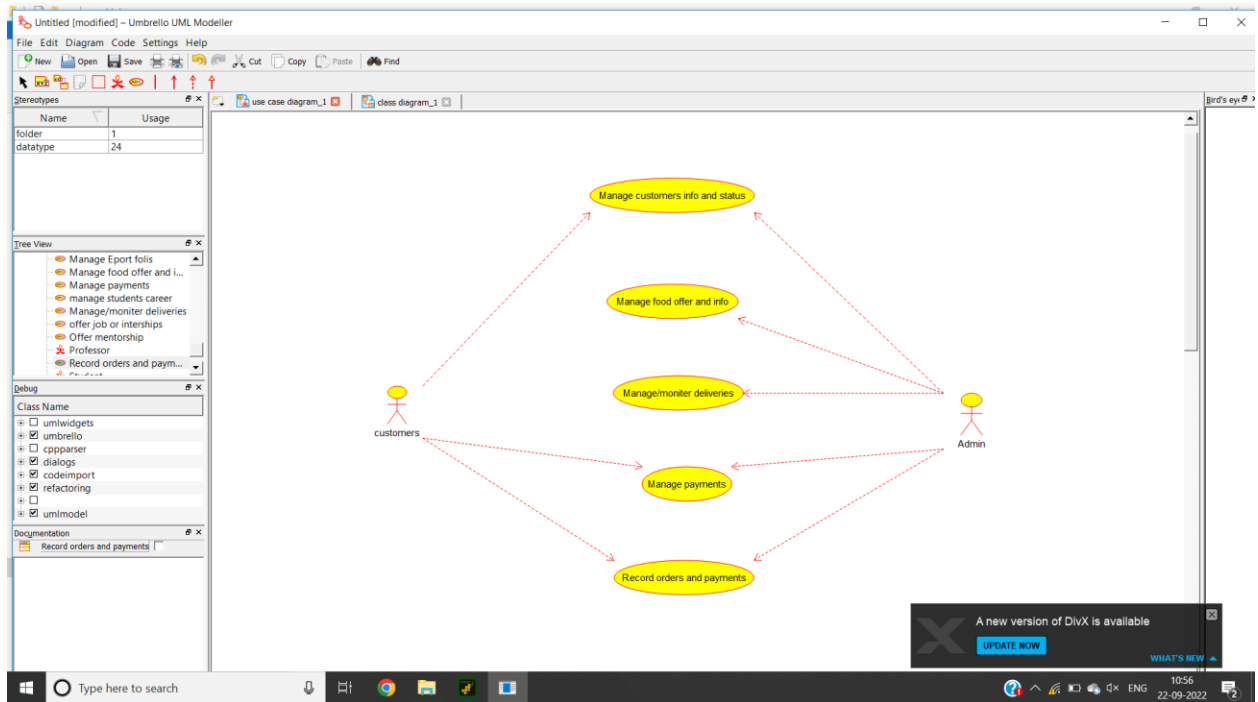 Untitled [modified] – Umbrello UML Modeller
File Edit Diagram Code Settings Help
New Open Save Cut Copy Paste Find
Stereotypes
use case diagram_1 class diagram_1
Name Usage
folder 1
datatype 24
Tree View
Manage Eport folis
Manage food offer and i...
Manage payments
manage students career
Manage/moniter deliveries
offer job or interships
Offer mentorship
Professor
Record orders and paym...
Debug
Class Name
umlwidgets
umbrello
cppparser
dialogs
codeimport
refactoring
umlmodel
Documentation
Record orders and payments
Manage customers info and status
Manage food offer and info
Manage/moniter deliveries
customers
Admin
Manage payments
Record orders and payments
A new version of DivX is available
UPDATE NOW
WHAT'S NEW
Type here to search
ENG
10:56
22-09-2022